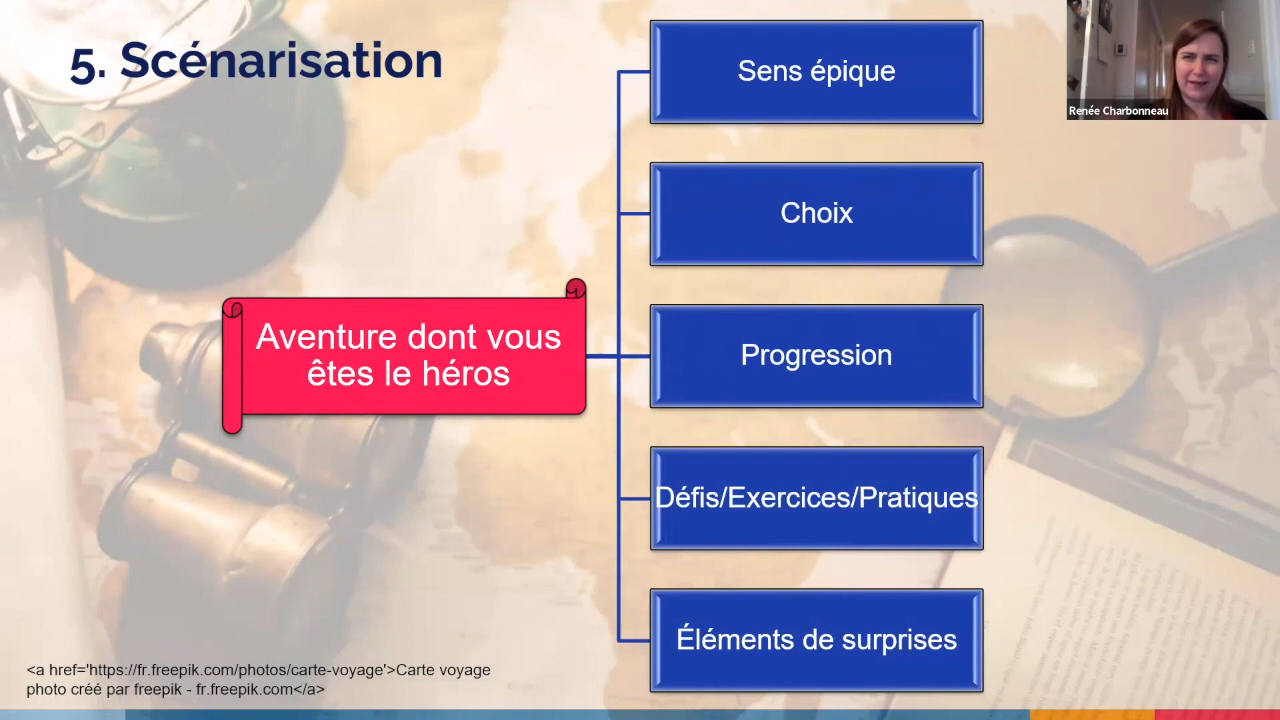 5. Scénarisation
Sens épique
Renée Charbonneau
Choix
Aventure dont vous
êtes le héros
Progression
Défis/Exercices/Pratiques
Éléments de surprises
<a href='https://fr.freepik.com/photos/carte-voyage'>Carte voyage
photo créé par freepik - fr.freepik.com</a>